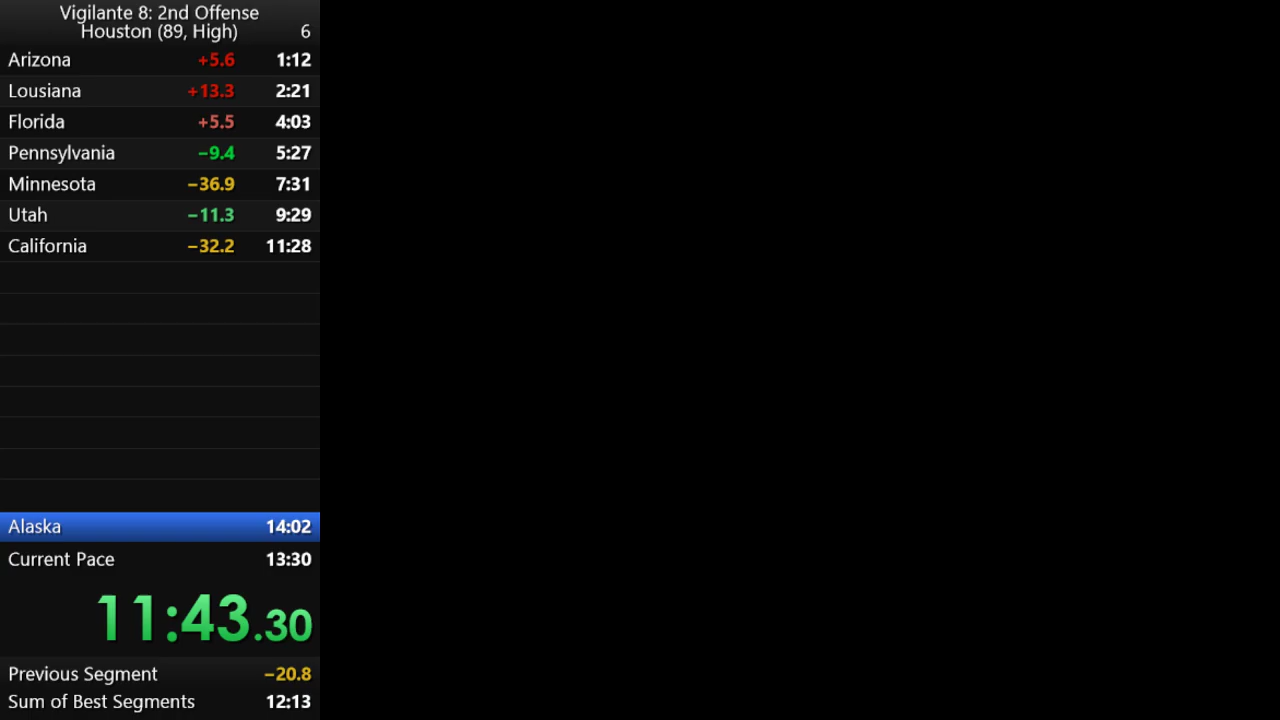 Vigilante 8: 2nd Offense
Houston (89, High) 6
Arizona +5.6 1:12
Lousiana +13.3 2:21
Florida +5.5 4:03
Pennsylvania −9.4 5:27
Minnesota −36.9 7:31
Utah −11.3 9:29
California −32.2 11:28
Alaska 14:02
Current Pace 13:30
11:43.30
Previous Segment −20.8
Sum of Best Segments 12:13